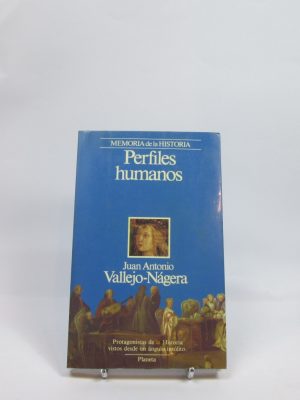 MEMORIA de la HISTORIA
Perfiles
humanos
Juan Antonio
Vallejo-Nágera
Protagonistas de la Historia
vistos desde un ángulo insólito
Planeta